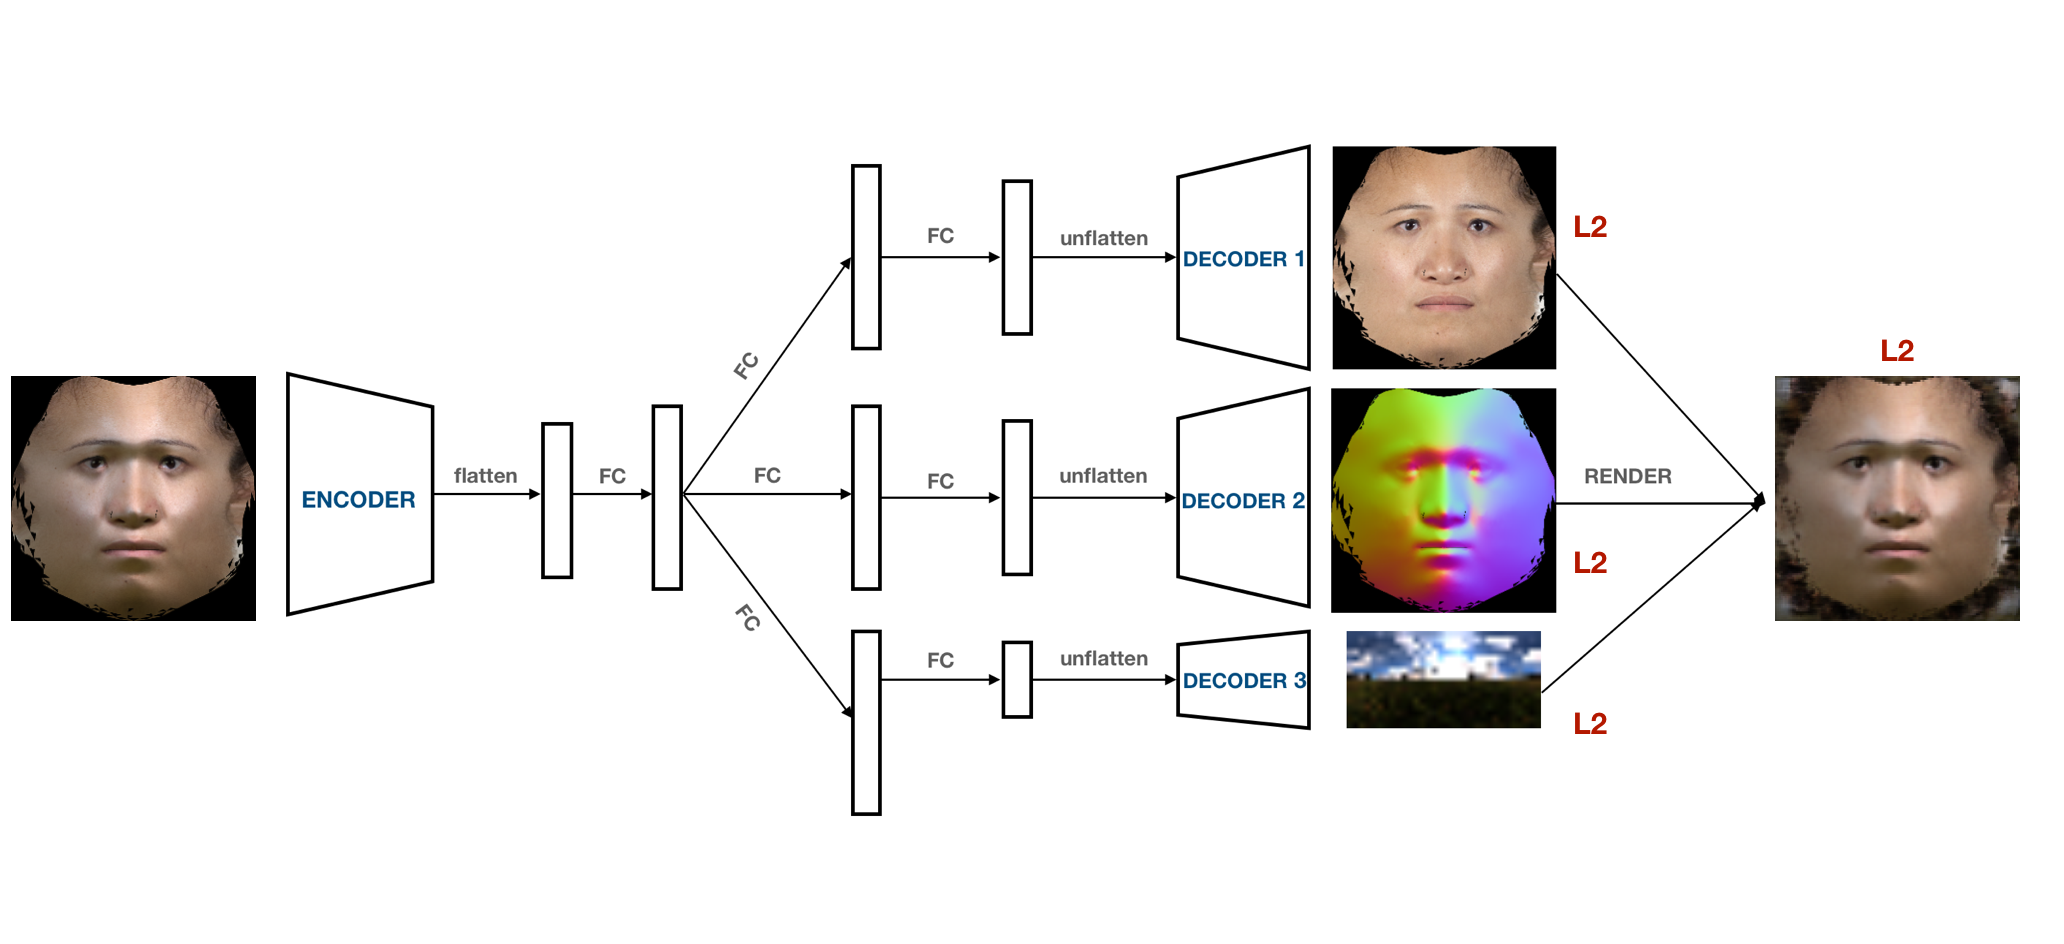 ENCODER
flatten
FC
FC
FC
FC
FC
unflatten
DECODER 1
L2
FC
unflatten
DECODER 2
L2
RENDER
FC
unflatten
DECODER 3
L2
L2